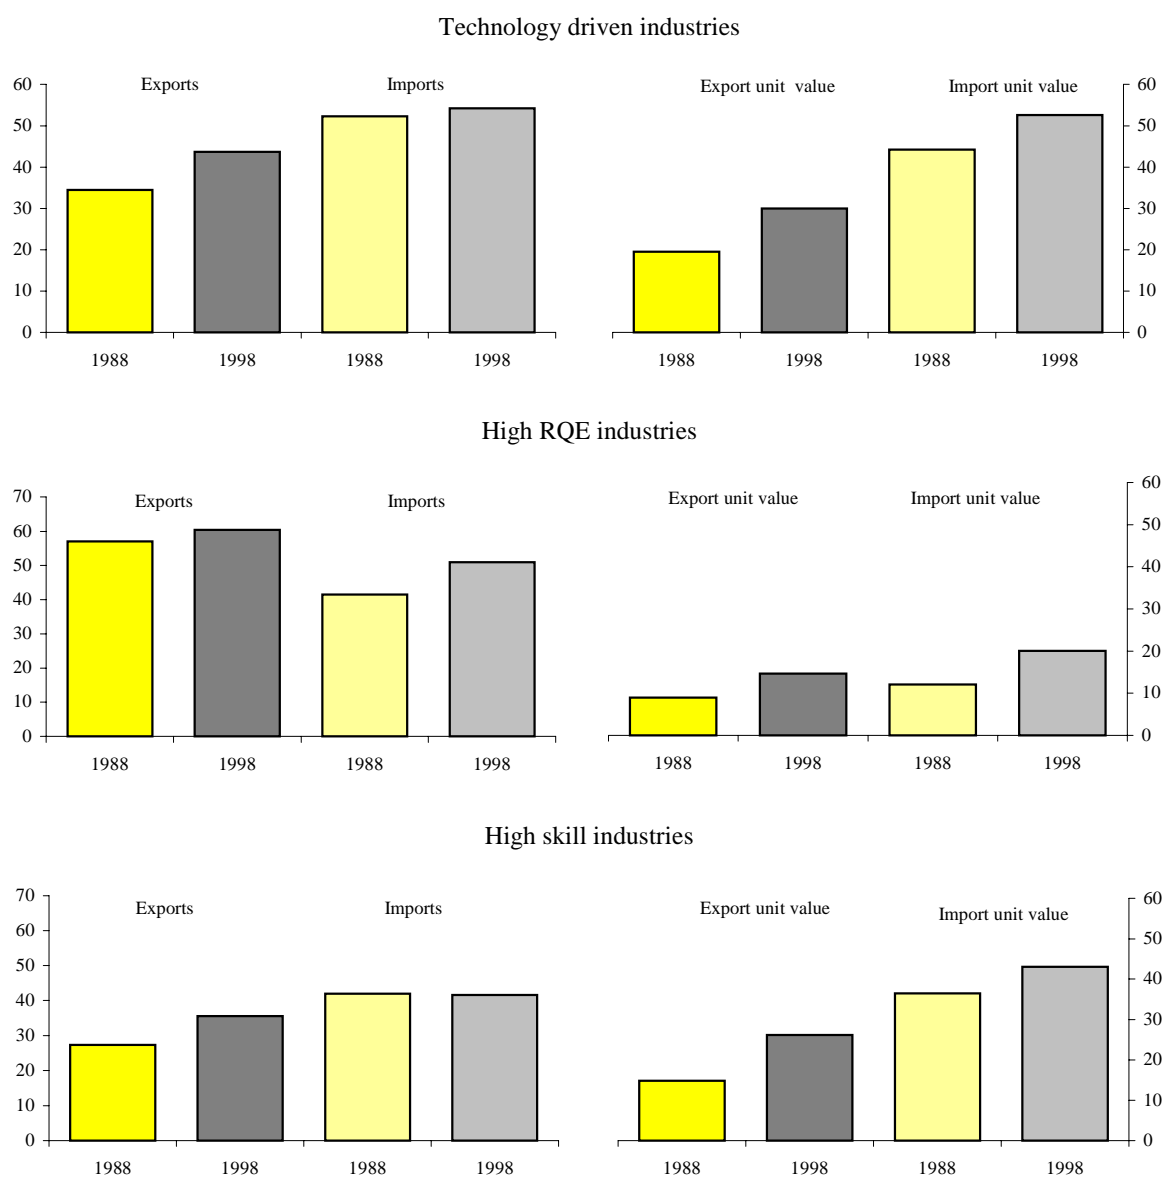 Technology driven industries
Exports Imports
60
50
40
30
20
10
0
1988 1998 1988 1998
Export unit value Import unit value
60
50
40
30
20
10
0
1988 1998 1988 1998
High RQE industries
Exports Imports
70
60
50
40
30
20
10
0
1988 1998 1988 1998
Export unit value Import unit value
60
50
40
30
20
10
0
1988 1998 1988 1998
High skill industries
Exports Imports
70
60
50
40
30
20
10
0
1988 1998 1988 1998
Export unit value Import unit value
60
50
40
30
20
10
0
1988 1998 1988 1998